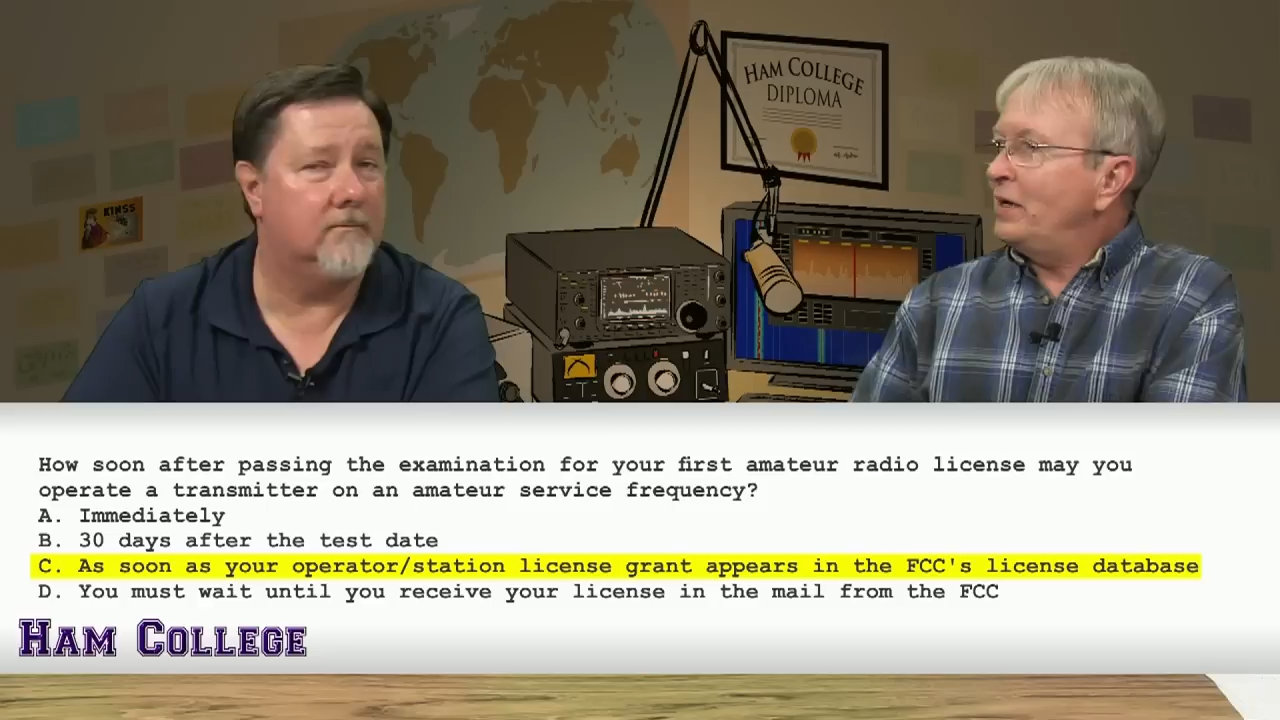 HAM COLLEGE
DIPLOMA
KINSS
How soon after passing the examination for your first amateur radio license may you
operate a transmitter on an amateur service frequency?
A. Immediately
B. 30 days after the test date
C. As soon as your operator/station license grant appears in the FCC's license database
D. You must wait until you receive your license in the mail from the FCC
HAM COLLEGE